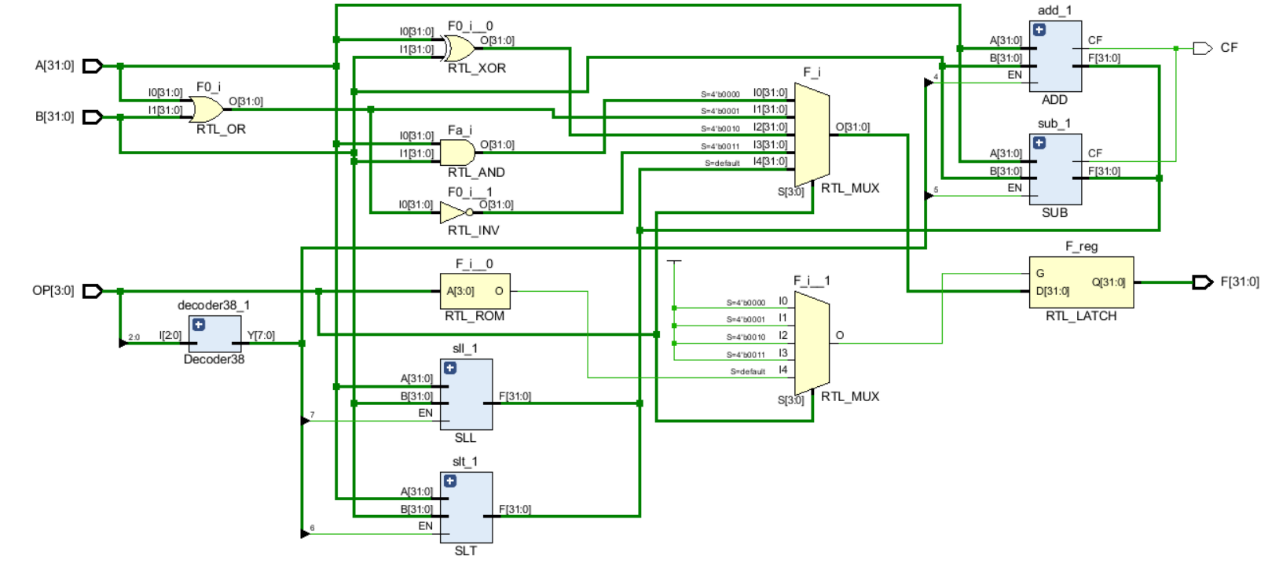 A[31:0]
B[31:0]
OP[3:0]
F0_i
I0[31:0]
I1[31:0]
O[31:0]
RTL_OR
F0_i__0
I0[31:0]
I1[31:0]
O[31:0]
RTL_XOR
Fa_i
I0[31:0]
I1[31:0]
O[31:0]
RTL_AND
F0_i__1
I0[31:0]
O[31:0]
RTL_INV
F_i__0
A[3:0]
O
RTL_ROM
decoder38_1
2:0
I[2:0]
Y[7:0]
Decoder38
sll_1
A[31:0]
B[31:0]
F[31:0]
7
EN
SLL
slt_1
A[31:0]
B[31:0]
F[31:0]
6
EN
SLT
F_i
S=4'b0000
I0[31:0]
S=4'b0001
I1[31:0]
S=4'b0010
I2[31:0]
S=4'b0011
I3[31:0]
S=default
I4[31:0]
O[31:0]
S[3:0]
RTL_MUX
F_i__1
S=4'b0000
I0
S=4'b0001
I1
S=4'b0010
I2
S=4'b0011
I3
S=default
I4
O
S[3:0]
RTL_MUX
add_1
A[31:0]
CF
B[31:0]
F[31:0]
4
EN
ADD
sub_1
A[31:0]
CF
B[31:0]
F[31:0]
5
EN
SUB
F_reg
G
D[31:0]
Q[31:0]
RTL_LATCH
CF
F[31:0]